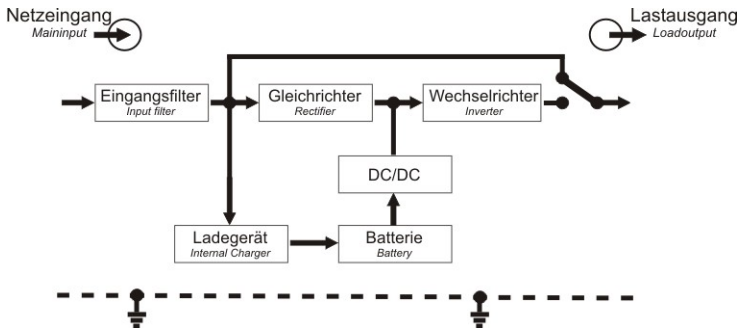 Netzeingang
Maininput
Lastausgang
Loadoutput
Eingangsfilter
Input filter
Gleichrichter
Rectifier
Wechselrichter
Inverter
DC/DC
Ladegerät
Internal Charger
Batterie
Battery